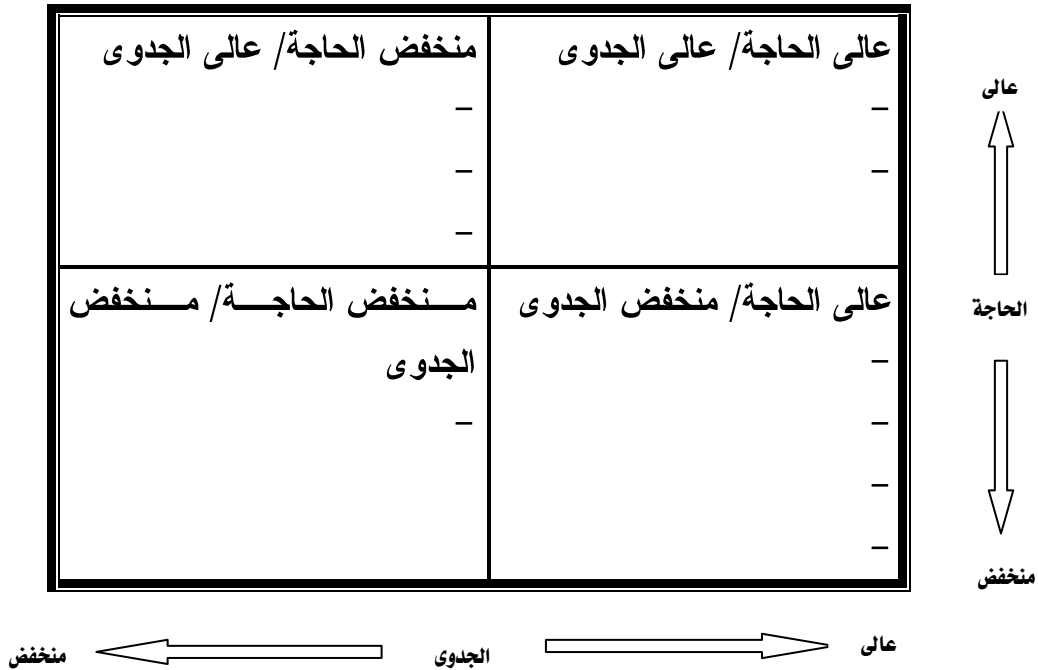 عالى الحاجة/ عالى الجدوى
–
–
–
منخفض الحاجة/ عالى الجدوى
–
–
–
عالى الحاجة/ منخفض الجدوى
–
–
–
–
مـــنخفض الحاجـــة/ مـــنخفض
الجدوى
–
عالى
الحاجة
منخفض
عالى
الجدوى
منخفض